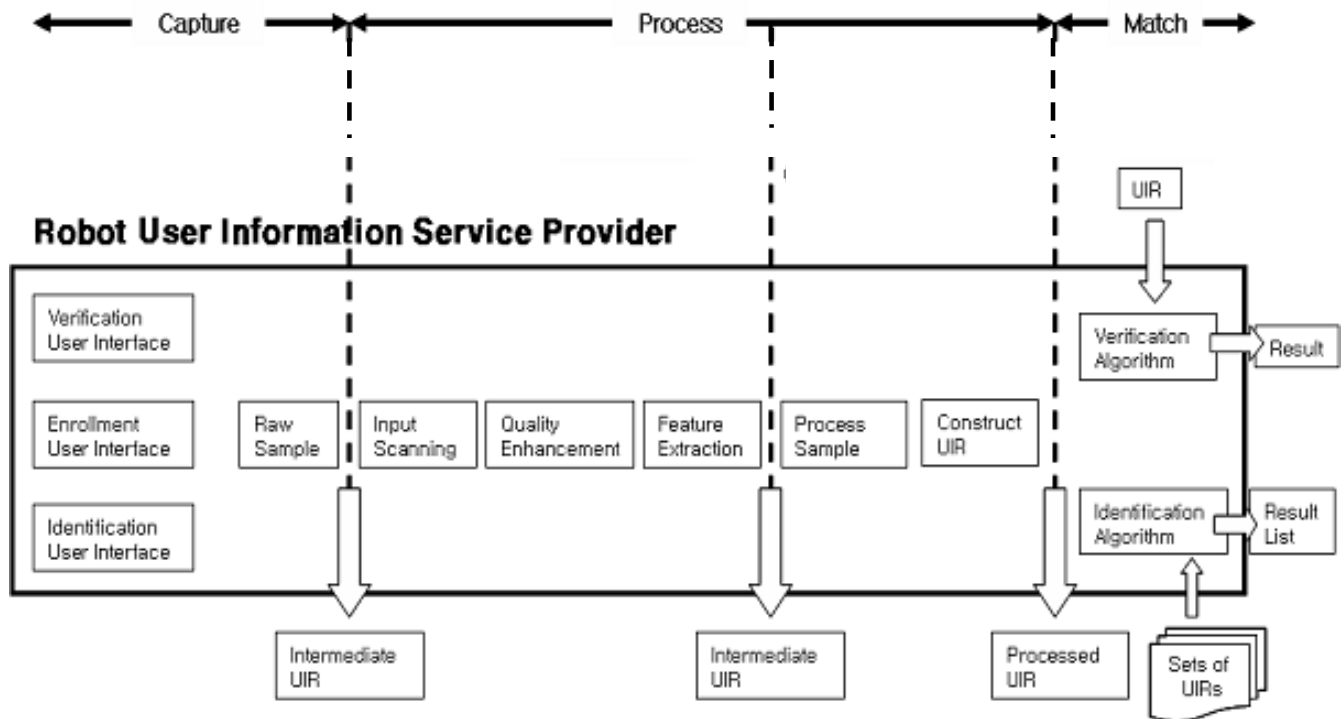 Capture
Process
Match
UIR
Robot User Information Service Provider
Verification
User Interface
Verification
Algorithm
Result
Enrollment
User Interface
Raw
Sample
Input
Scanning
Quality
Enhancement
Feature
Extraction
Process
Sample
Construct
UIR
Identification
User Interface
Identification
Algorithm
Result
List
Intermediate
UIR
Intermediate
UIR
Processed
UIR
Sets of
UIRs